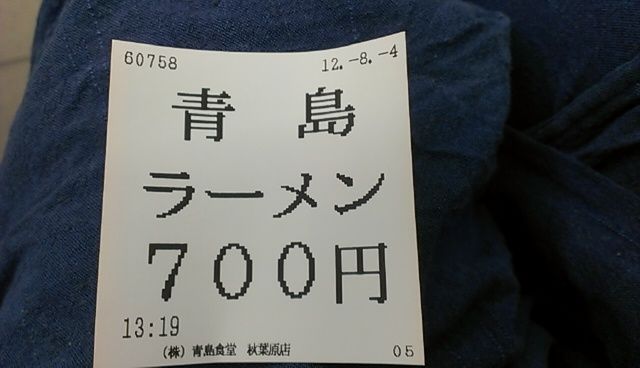 60758 12.-8.-4
青島
ラーメン
700円
13:19
(株) 青島食堂 秋葉原店 05